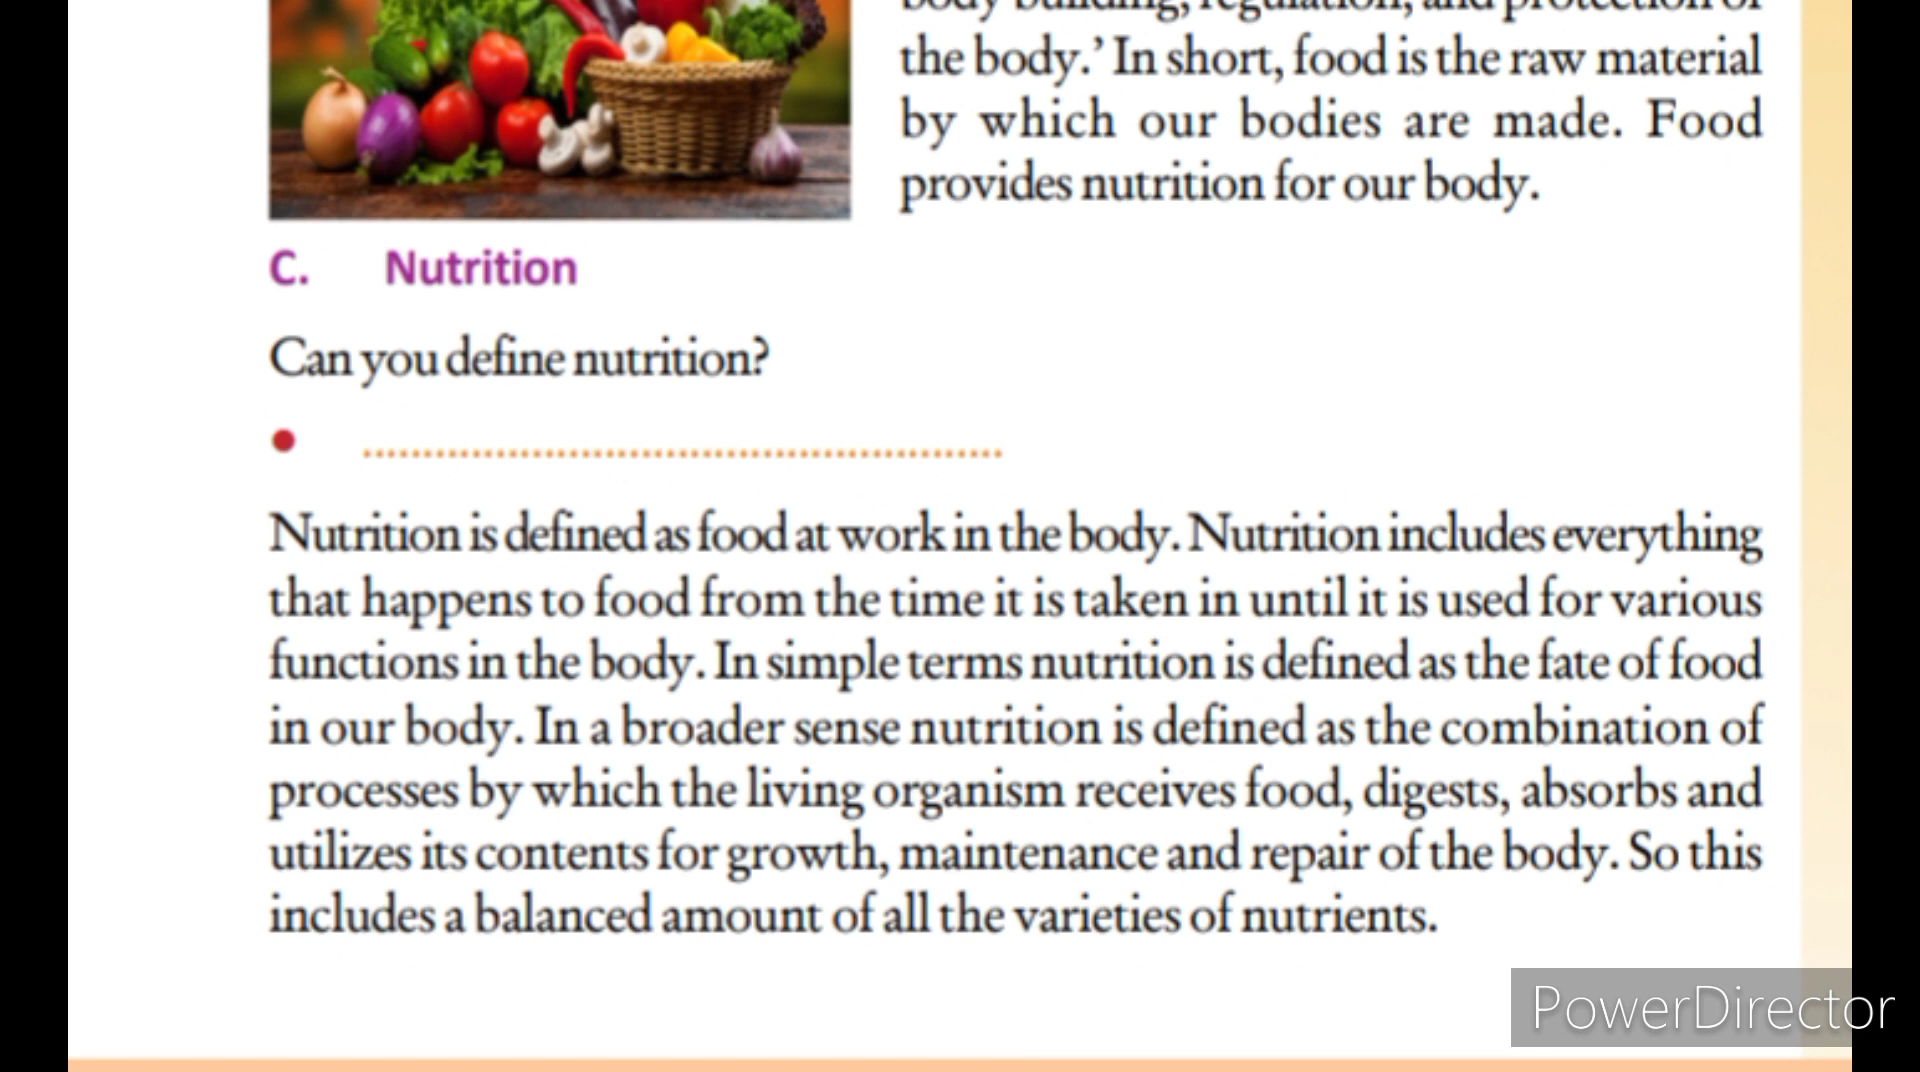 body building, regulation, and protection of
the body.’ In short, food is the raw material
by which our bodies are made. Food
provides nutrition for our body.
C. Nutrition
Can you define nutrition?
● ........................................................
Nutrition is defined as food at work in the body. Nutrition includes everything
that happens to food from the time it is taken in until it is used for various
functions in the body. In simple terms nutrition is defined as the fate of food
in our body. In a broader sense nutrition is defined as the combination of
processes by which the living organism receives food, digests, absorbs and
utilizes its contents for growth, maintenance and repair of the body. So this
includes a balanced amount of all the varieties of nutrients.
PowerDirector